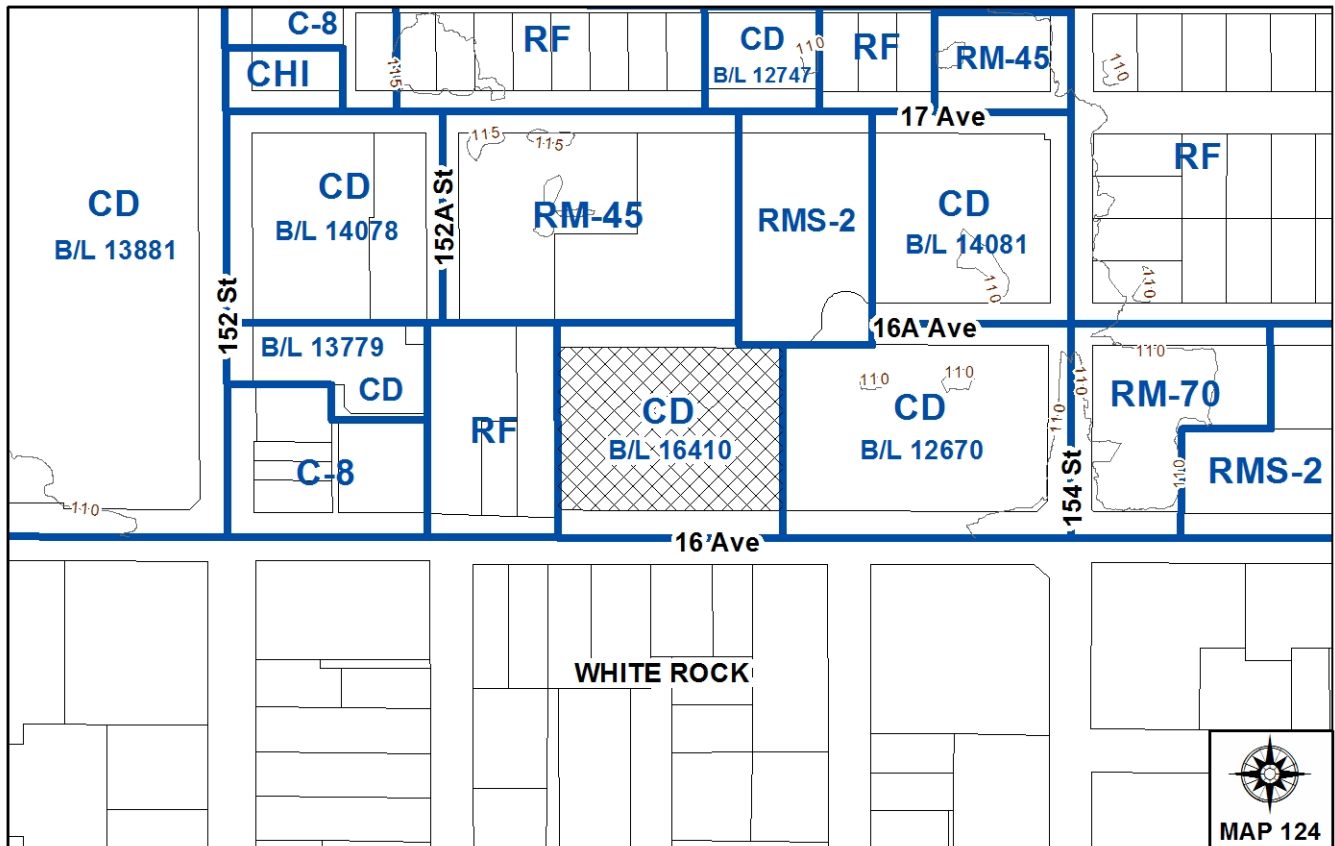 C-8
RF
CD
B/L 12747
110
RF
RM-45
110
CHI
115
17 Ave
115
115
RF
CD
B/L 13881
CD
B/L 14078
152A St
RM-45
RMS-2
CD
B/L 14081
110
110
152 St
16A Ave
B/L 13779
CD
110
110
110
110
RM-70
CD
B/L 16410
CD
B/L 12670
110
RF
C-8
110
RMS-2
154 St
110
16 Ave
WHITE ROCK
MAP 124